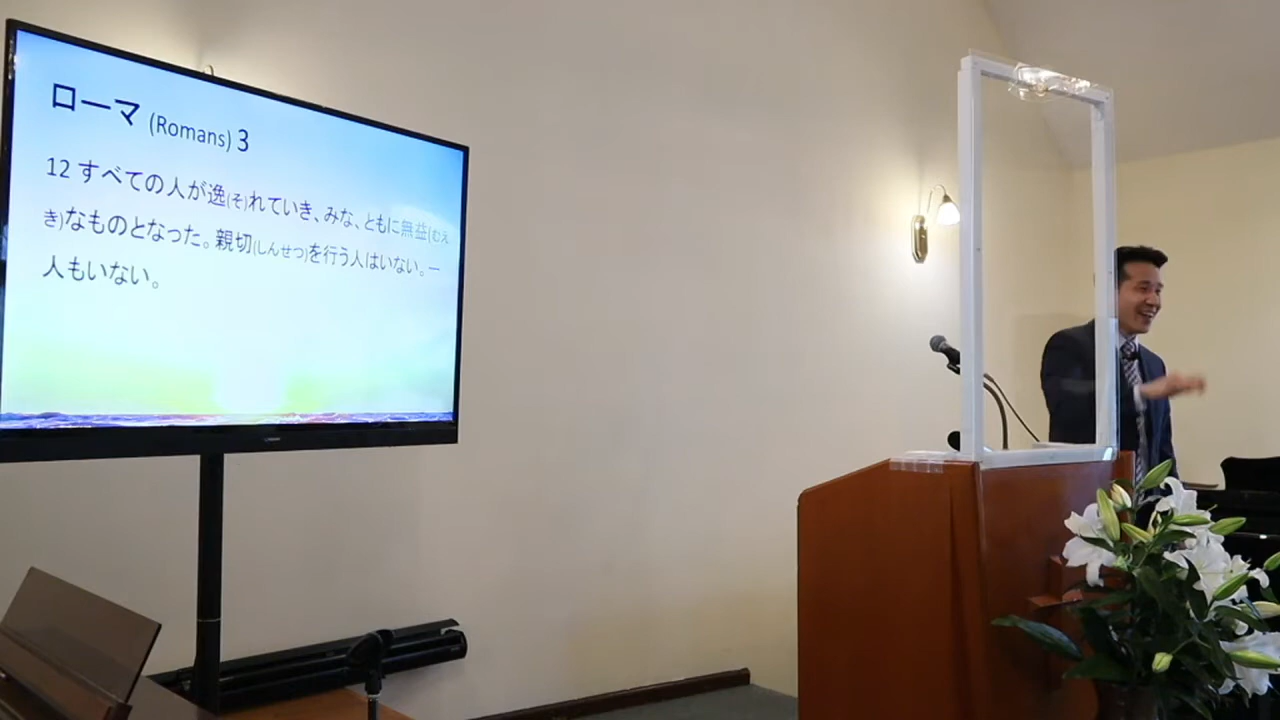 ローマ (Romans) 3
12 すべての人が逸(そ)れていき、みな、ともに無益(むえ
き)なものとなった。親切(しんせつ)を行う人はいない。一
人もいない。